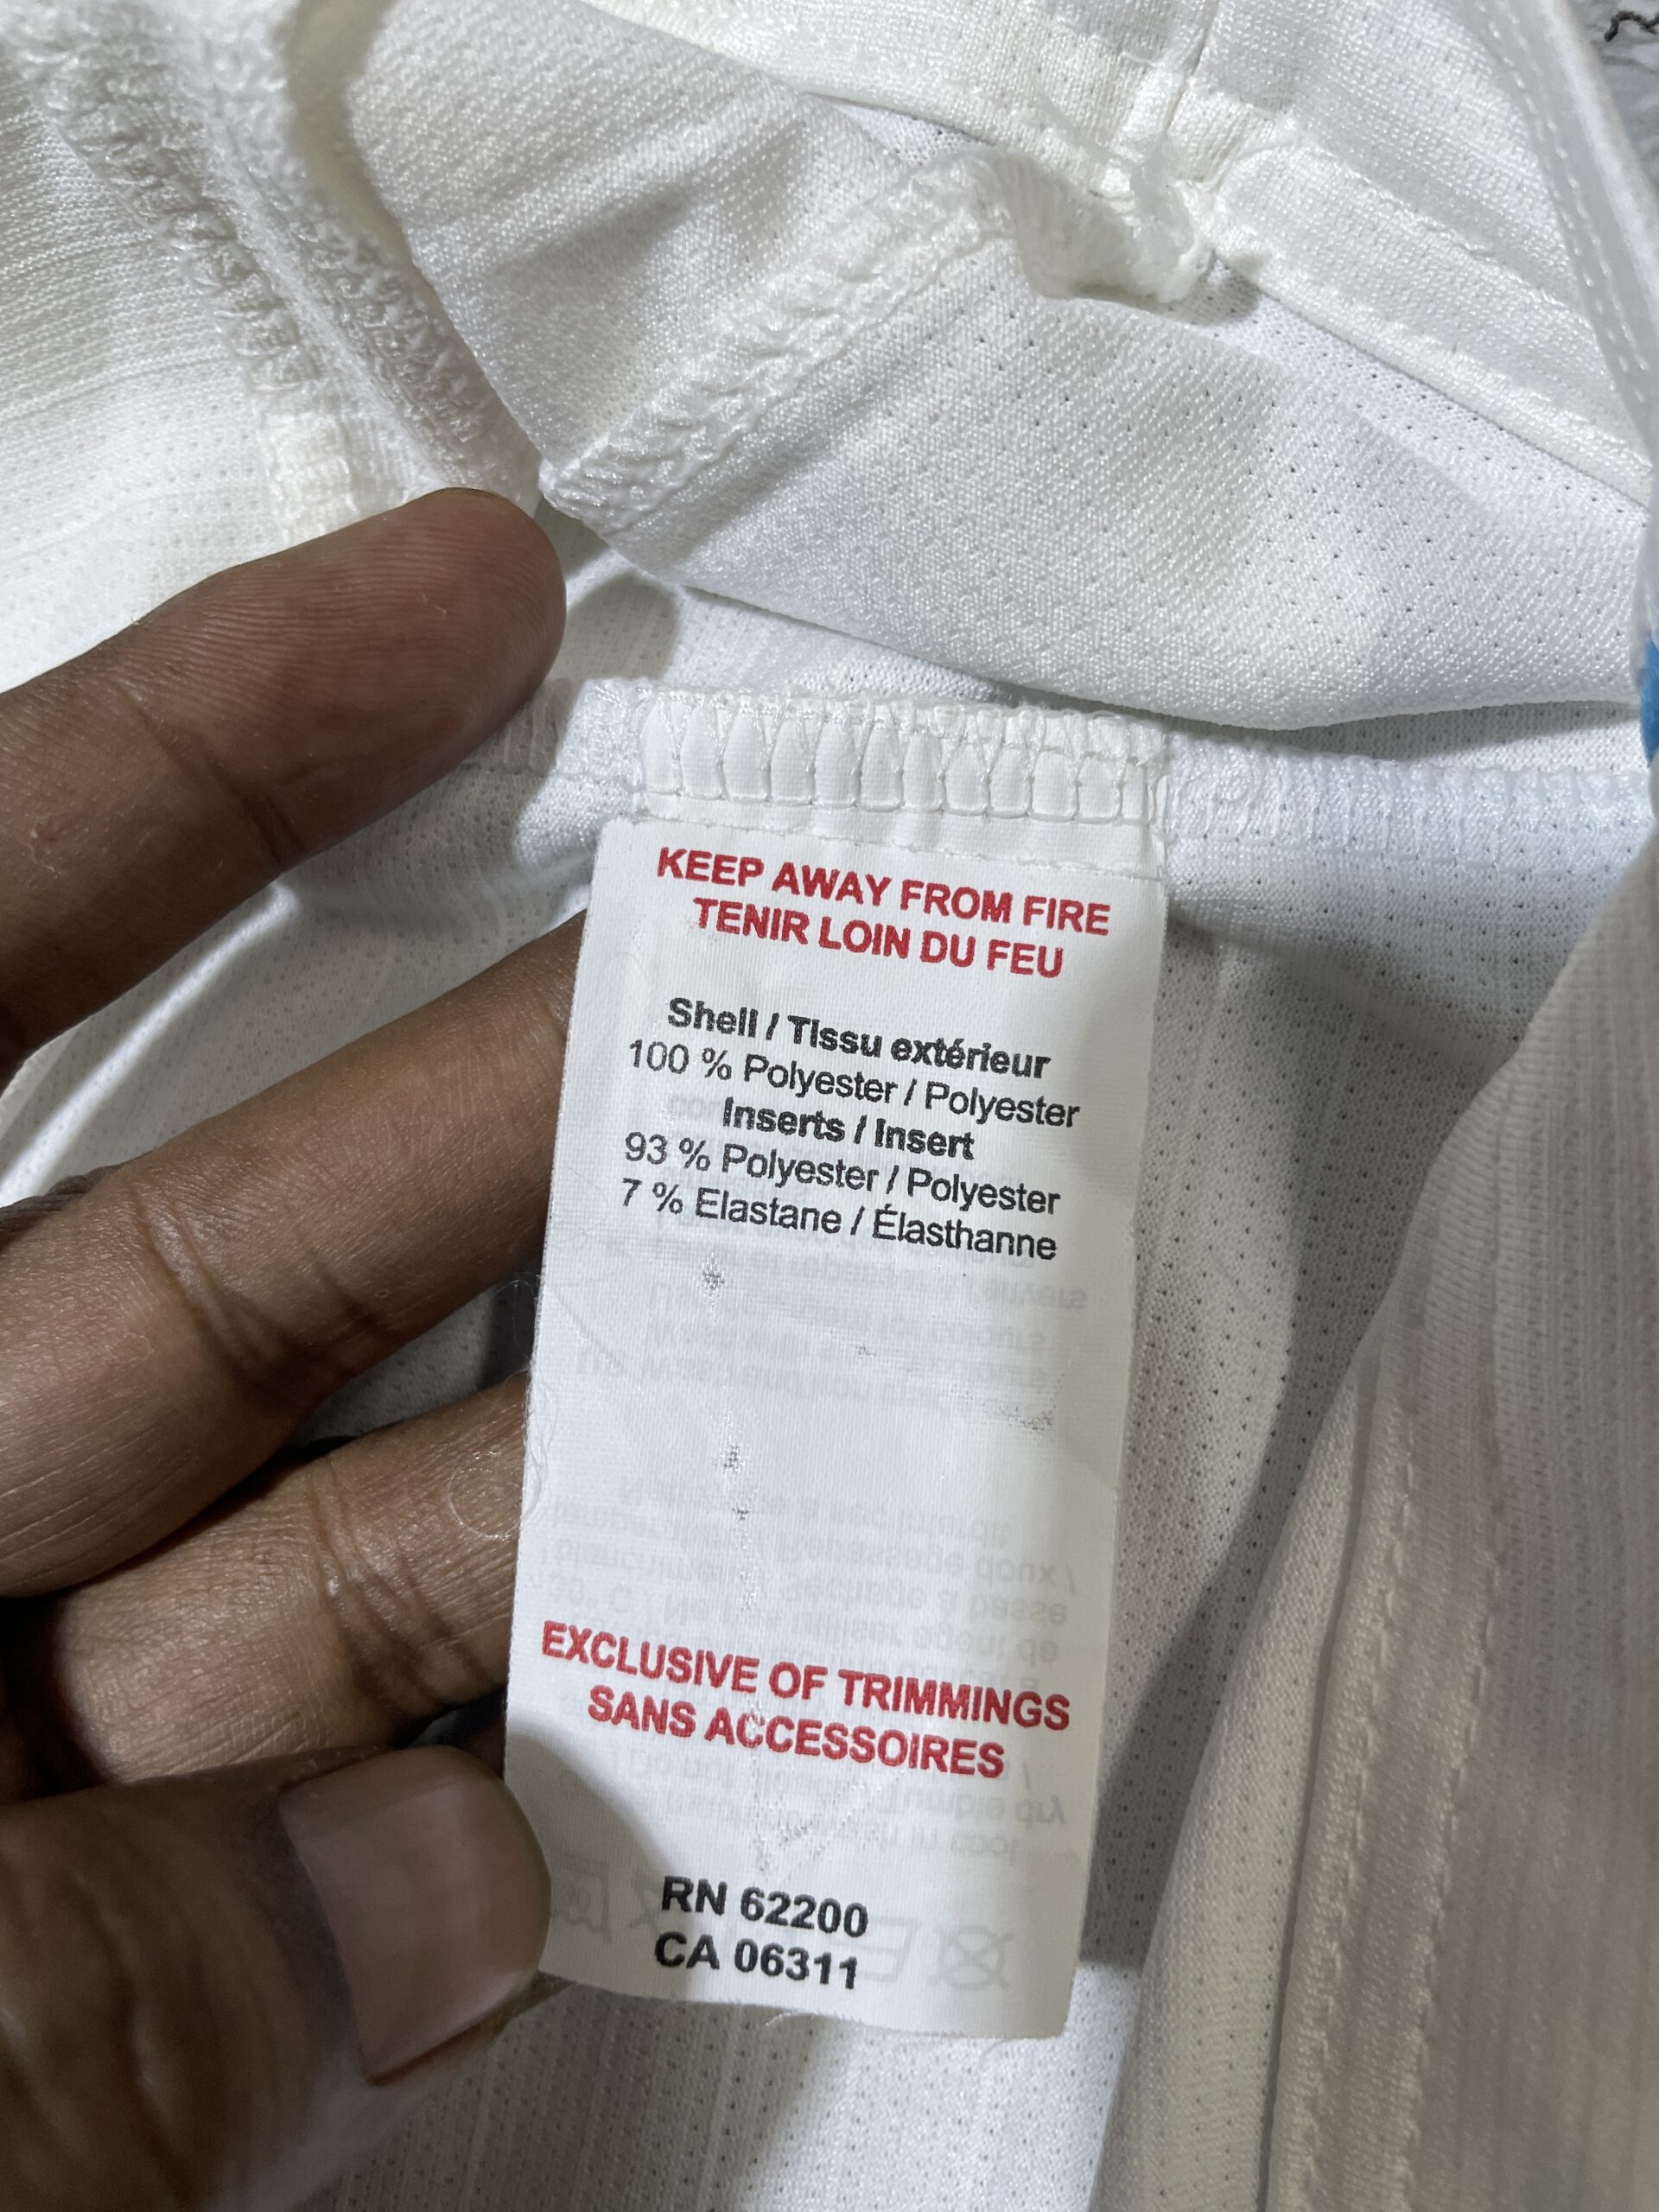 KEEP AWAY FROM FIRE
TENIR LOIN DU FEU
Shell / Tissu extérieur
100 % Polyester / Polyester
Inserts / Insert
93 % Polyester / Polyester
7 % Elastane / Élasthanne
EXCLUSIVE OF TRIMMINGS
SANS ACCESSOIRES
RN 62200
CA 06311